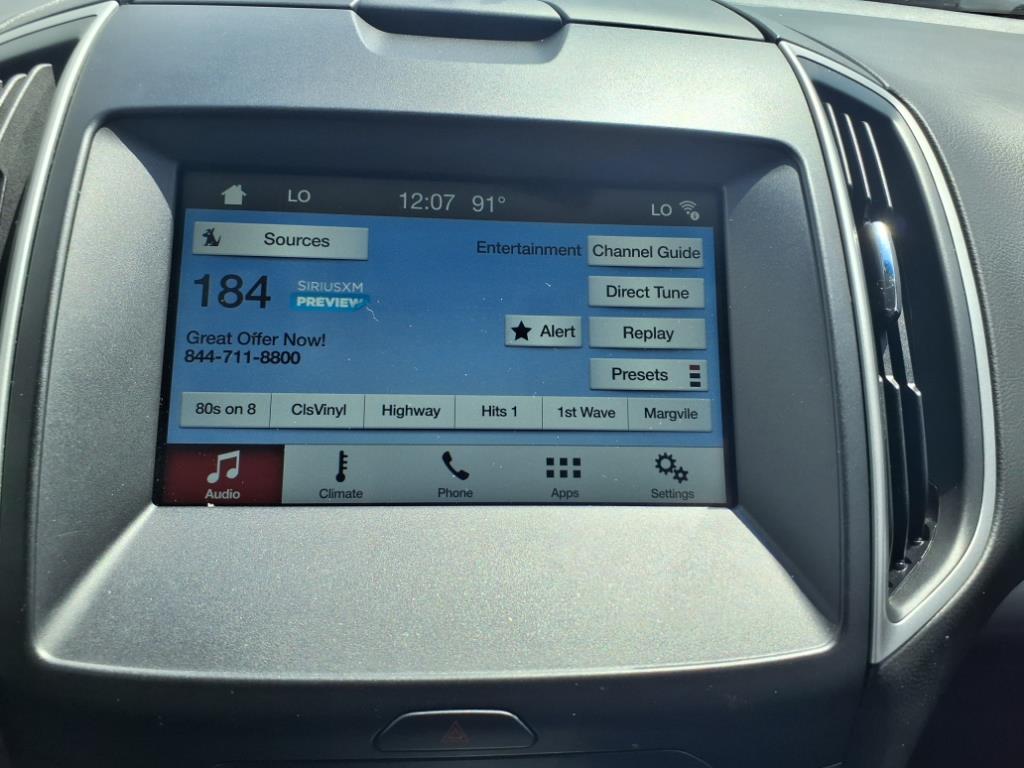 LO 12:07 91° LO
Sources
Entertainment
Channel Guide
184 SIRIUSXM
PREVIEW
Direct Tune
Great Offer Now!
844-711-8800
Alert
Replay
Presets
80s on 8 ClsVinyl Highway Hits 1 1st Wave Margvile
Audio Climate Phone Apps Settings